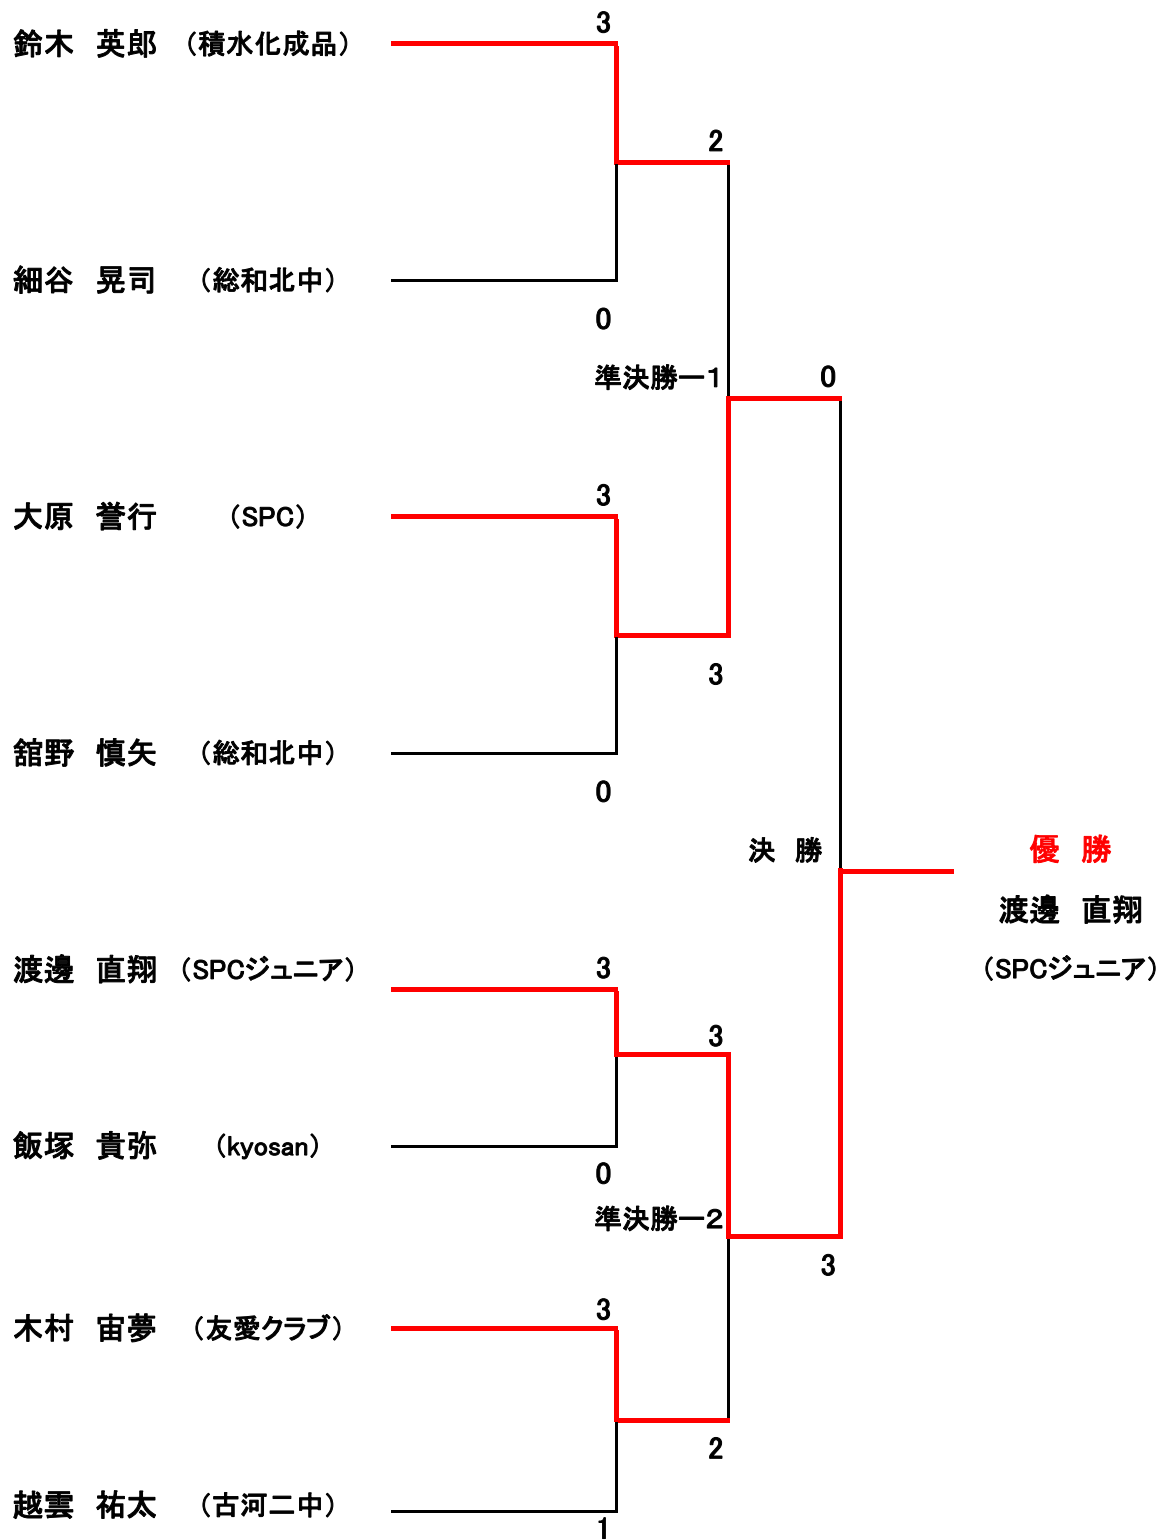 3
鈴木 英郎 (積水化成品)
2
細谷 晃司 (総和北中)
0
準決勝ー1
0
3
大原 誉行 (SPC)
3
舘野 慎矢 (総和北中)
0
決 勝
優 勝
渡邊 直翔
(SPCジュニア)
3
渡邊 直翔 (SPCジュニア)
3
飯塚 貴弥 (kyosan)
0
準決勝ー2
3
3
木村 宙夢 (友愛クラブ)
2
越雲 祐太 (古河二中)
1